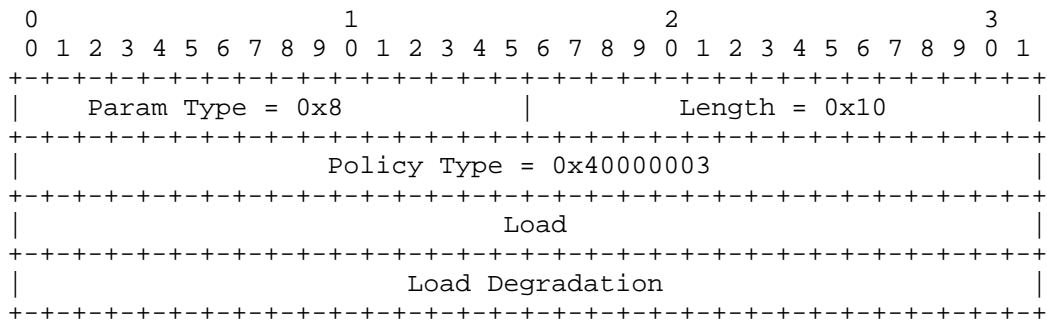 0                   1                   2                   3
 0 1 2 3 4 5 6 7 8 9 0 1 2 3 4 5 6 7 8 9 0 1 2 3 4 5 6 7 8 9 0 1
+-+-+-+-+-+-+-+-+-+-+-+-+-+-+-+-+-+-+-+-+-+-+-+-+-+-+-+-+-+-+-+-+
|    Param Type = 0x8           |         Length = 0x10         |
+-+-+-+-+-+-+-+-+-+-+-+-+-+-+-+-+-+-+-+-+-+-+-+-+-+-+-+-+-+-+-+-+
|                   Policy Type = 0x40000003                    |
+-+-+-+-+-+-+-+-+-+-+-+-+-+-+-+-+-+-+-+-+-+-+-+-+-+-+-+-+-+-+-+-+
|                              Load                             |
+-+-+-+-+-+-+-+-+-+-+-+-+-+-+-+-+-+-+-+-+-+-+-+-+-+-+-+-+-+-+-+-+
|                        Load Degradation                       |
+-+-+-+-+-+-+-+-+-+-+-+-+-+-+-+-+-+-+-+-+-+-+-+-+-+-+-+-+-+-+-+-+